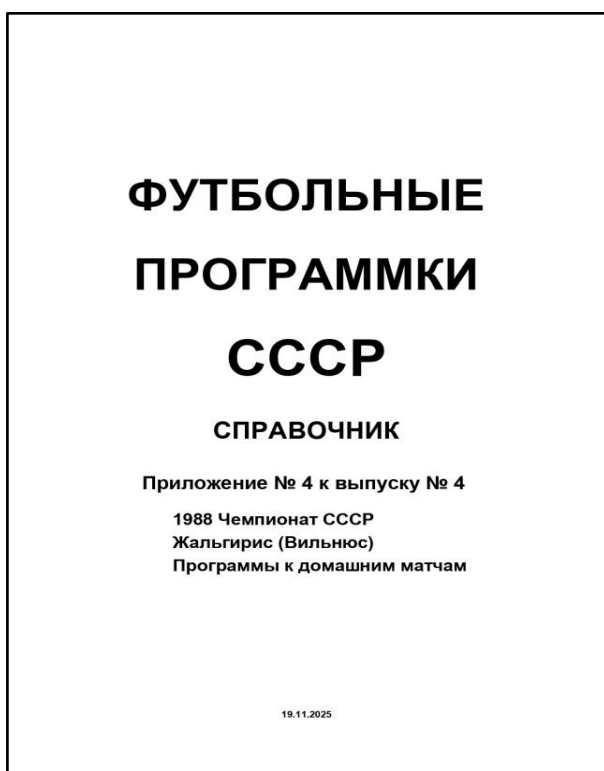 ФУТБОЛЬНЫЕ
ПРОГРАММКИ
СССР
СПРАВОЧНИК
Приложение № 4 к выпуску № 4
1988 Чемпионат СССР
Жальгирис (Вильнюс)
Программы к домашним матчам
19.11.2025